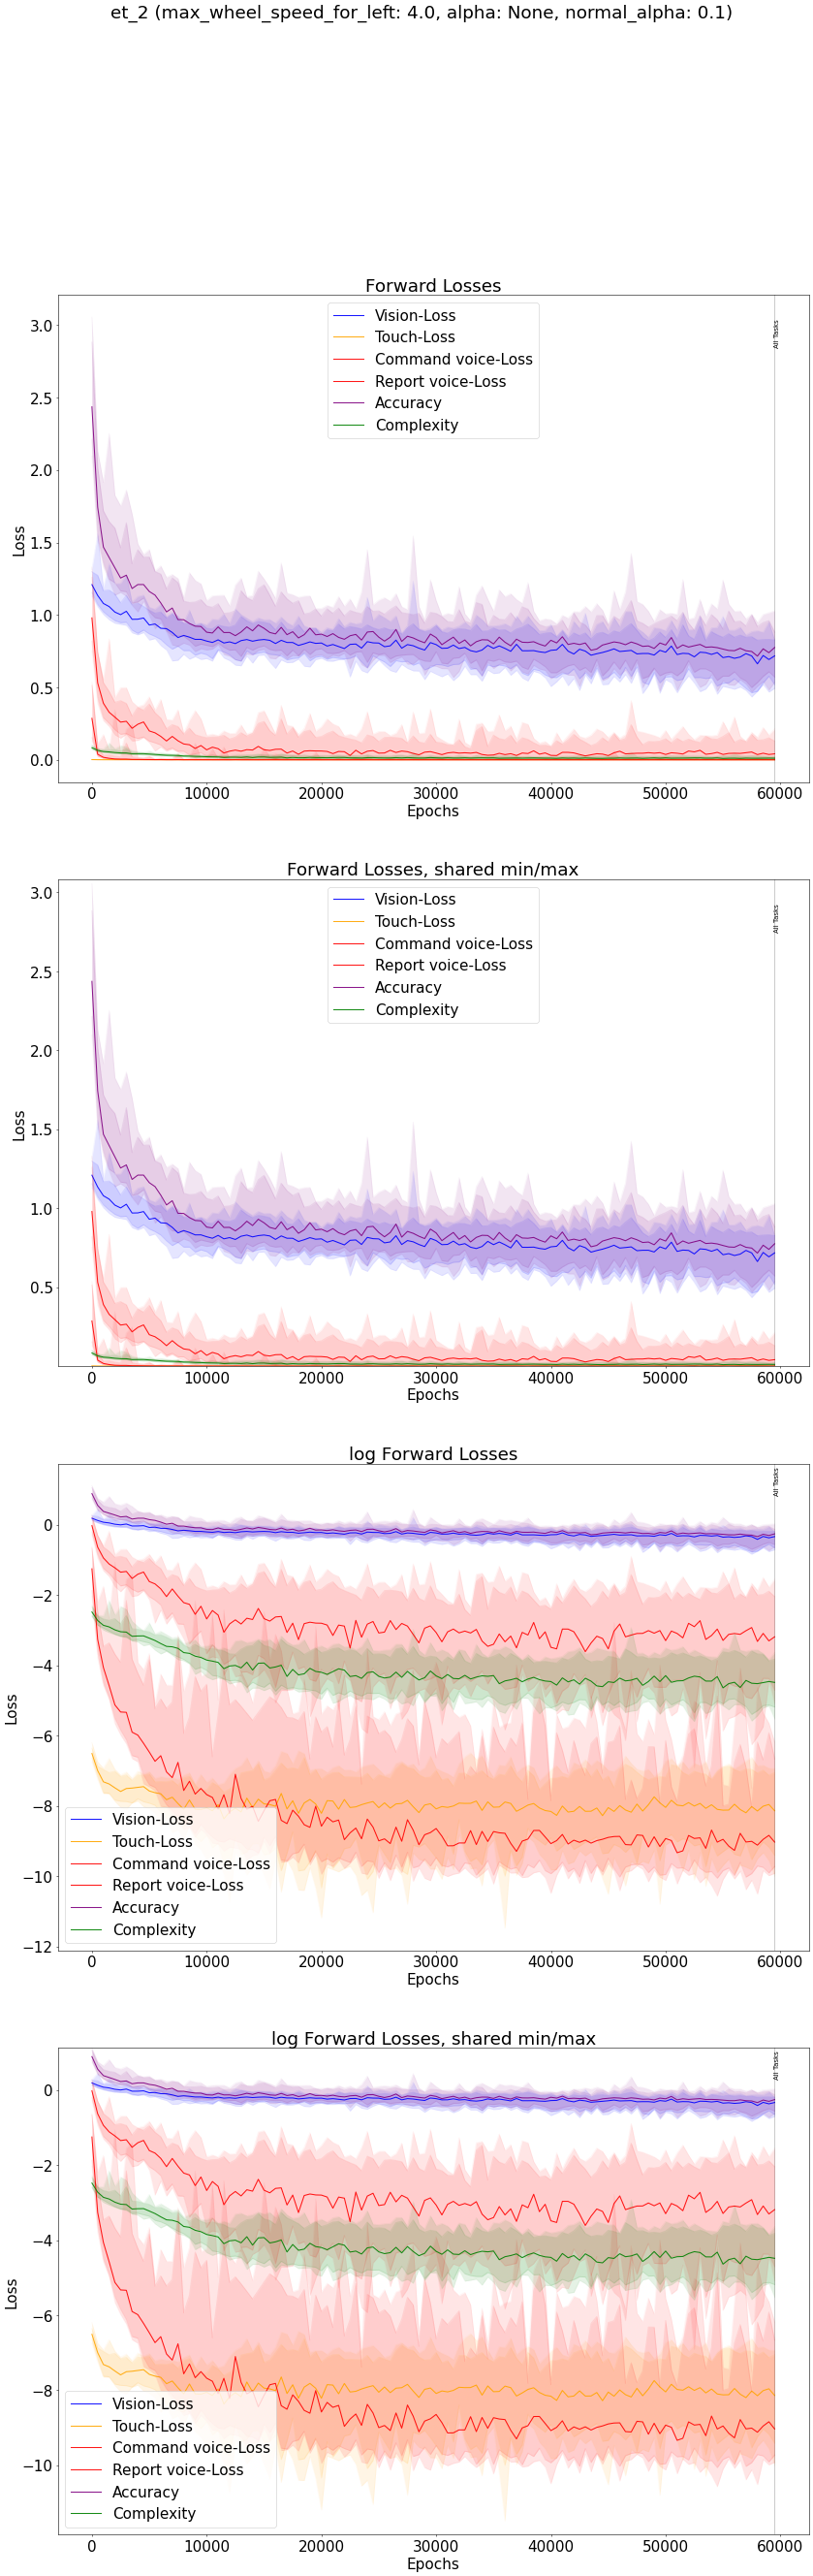 et_2 (max_wheel_speed_for_left: 4.0, alpha: None, normal_alpha: 0.1)
Forward Losses
Vision-Loss
Touch-Loss
Command voice-Loss
Report voice-Loss
Accuracy
Complexity
All Tasks
3.0
2.5
2.0
1.5
1.0
0.5
0.0
Loss
0 10000 20000 30000 40000 50000 60000
Epochs
Forward Losses, shared min/max
Vision-Loss
Touch-Loss
Command voice-Loss
Report voice-Loss
Accuracy
Complexity
All Tasks
3.0
2.5
2.0
1.5
1.0
0.5
Loss
0 10000 20000 30000 40000 50000 60000
Epochs
log Forward Losses
All Tasks
0
−2
−4
−6
−8
−10
−12
Loss
Vision-Loss
Touch-Loss
Command voice-Loss
Report voice-Loss
Accuracy
Complexity
0 10000 20000 30000 40000 50000 60000
Epochs
log Forward Losses, shared min/max
All Tasks
0
−2
−4
−6
−8
−10
Loss
Vision-Loss
Touch-Loss
Command voice-Loss
Report voice-Loss
Accuracy
Complexity
0 10000 20000 30000 40000 50000 60000
Epochs